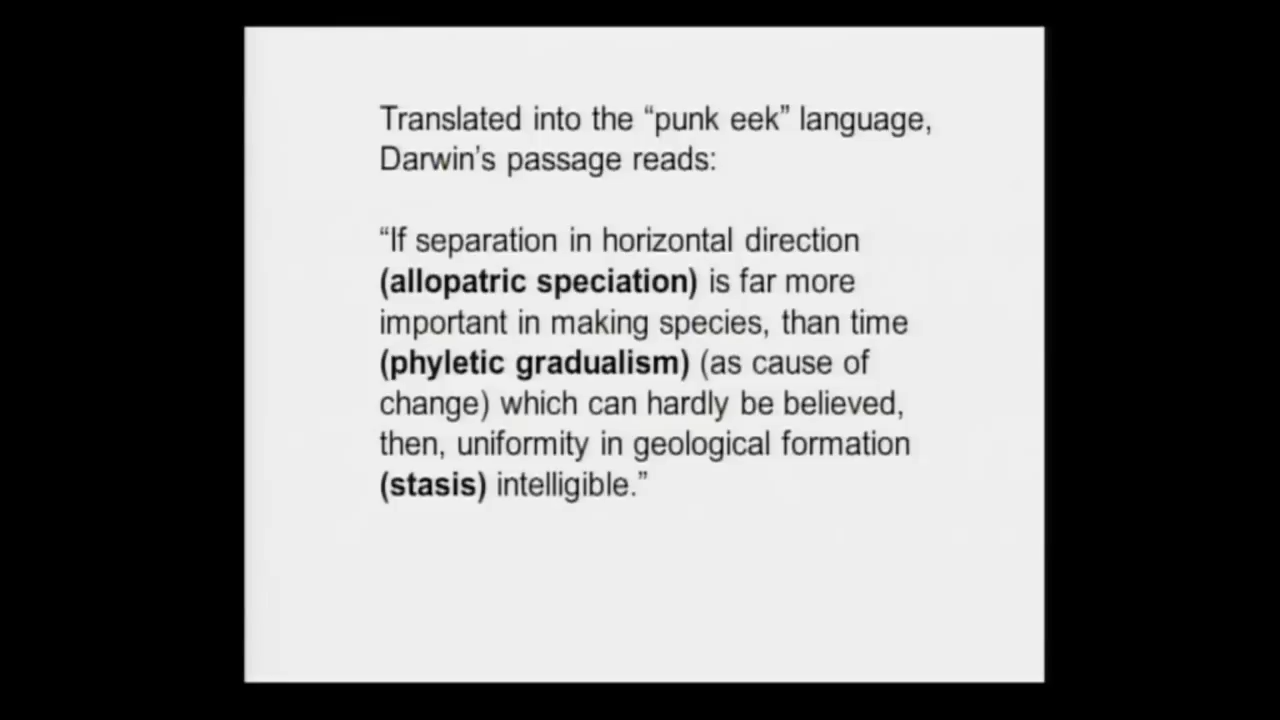 Translated into the “punk eek” language,
Darwin’s passage reads:
“If separation in horizontal direction
(allopatric speciation) is far more
important in making species, than time
(phyletic gradualism) (as cause of
change) which can hardly be believed,
then, uniformity in geological formation
(stasis) intelligible.”